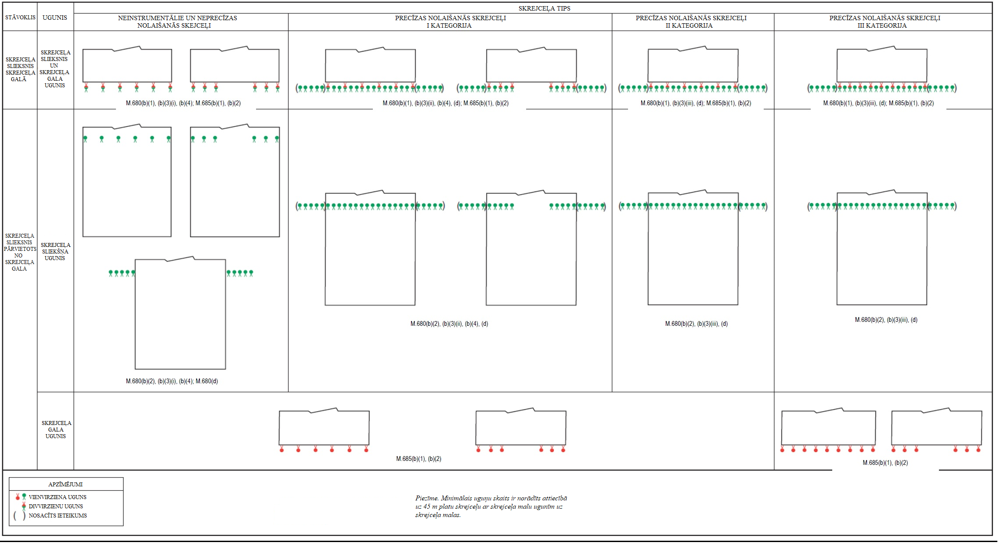 SKREJCEĻA TIPS
STĀVOKLIS
UGUNIS
NEINSTRUMENTĀLIE UN NEPRECĪZAS
NOLAIŠANĀS SKEJCEĻI
PRECĪZAS NOLAIŠANĀS SKREJCEĻI
I KATEGORIJA
PRECĪZAS NOLAIŠANĀS SKREJCEĻI
II KATEGORIJA
PRECĪZAS NOLAIŠANĀS SKREJCEĻI
III KATEGORIJA
SKREJCEĻA
SLIEKSNIS
SKREJCEĻA
GALĀ
SKREJCEĻA
SLIEKSNIS
UN
SKREJCEĻA
GALA
UGUNIS
( ) ( )
( ) ( )
( ) ( )
( ) ( )
M.680(b)(1), (b)(3)(i), (b)(4); M.685(b)(1), (b)(2)
M.680(b)(1), (b)(3)(ii), (b)(4), (d); M.685(b)(1), (b)(2)
M.680(b)(1), (b)(3)(iii), (d); M.685(b)(1), (b)(2)
M.680(b)(1), (b)(3)(iii), (d); M.685(b)(1), (b)(2)
SKREJCEĻA
SLIEKSNIS
PĀRVIETOTS
NO
SKREJCEĻA
GALA
SKREJCEĻA
SLIEKŠŅA
UGUNIS
( ) ( )
( ) ( )
( ) ( )
( ) ( )
M.680(b)(2), (b)(3)(i), (b)(4); M.680(d)
M.680(b)(2), (b)(3)(ii), (b)(4), (d)
M.680(b)(2), (b)(3)(iii), (d)
M.680(b)(2), (b)(3)(iii), (d)
SKREJCEĻA
GALA
UGUNIS
M.685(b)(1), (b)(2)
M.685(b)(1), (b)(2)
APZĪMĒJUMI
VIENVIRZIENA UGUNS
DIVVIRZIENU UGUNS
( ) NOSACĪTS IETEIKUMS
Piezīme. Minimālais uguņu skaits ir norādīts attiecībā
uz 45 m platu skrejceļu ar skrejceļa malu ugunīm uz
skrejceļa malas.